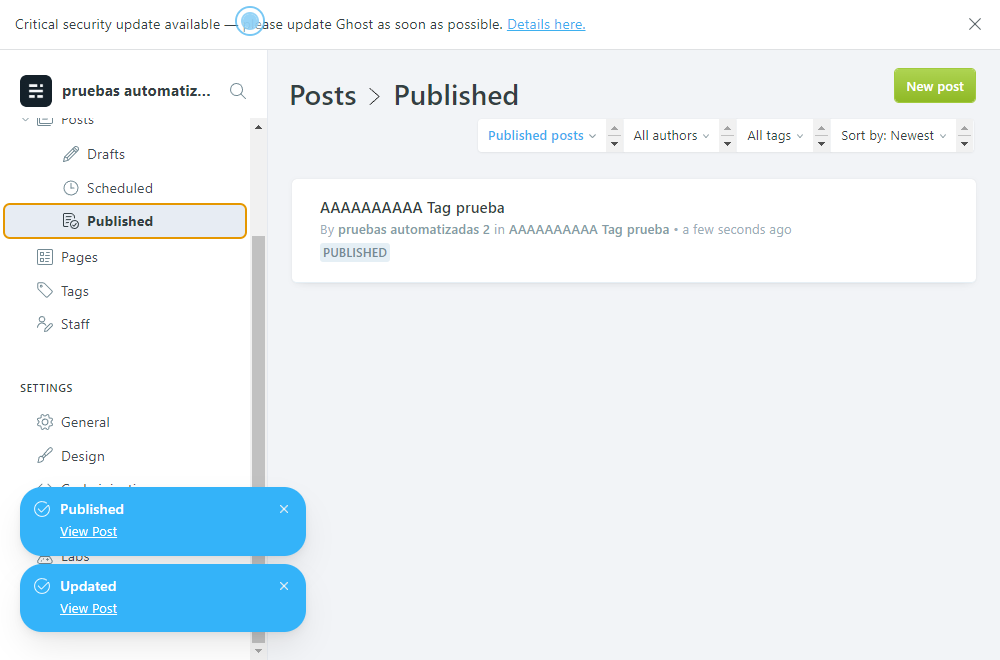 Critical security update available — please update Ghost as soon as possible. Details here.
pruebas automatiz...
Posts
Drafts
Scheduled
Published
Pages
Tags
Staff
SETTINGS
General
Design
Labs
Published
View Post
Updated
View Post
Posts > Published
New post
Published posts
All authors
All tags
Sort by: Newest
AAAAAAAAAA Tag prueba
By pruebas automatizadas 2 in AAAAAAAAAA Tag prueba • a few seconds ago
PUBLISHED